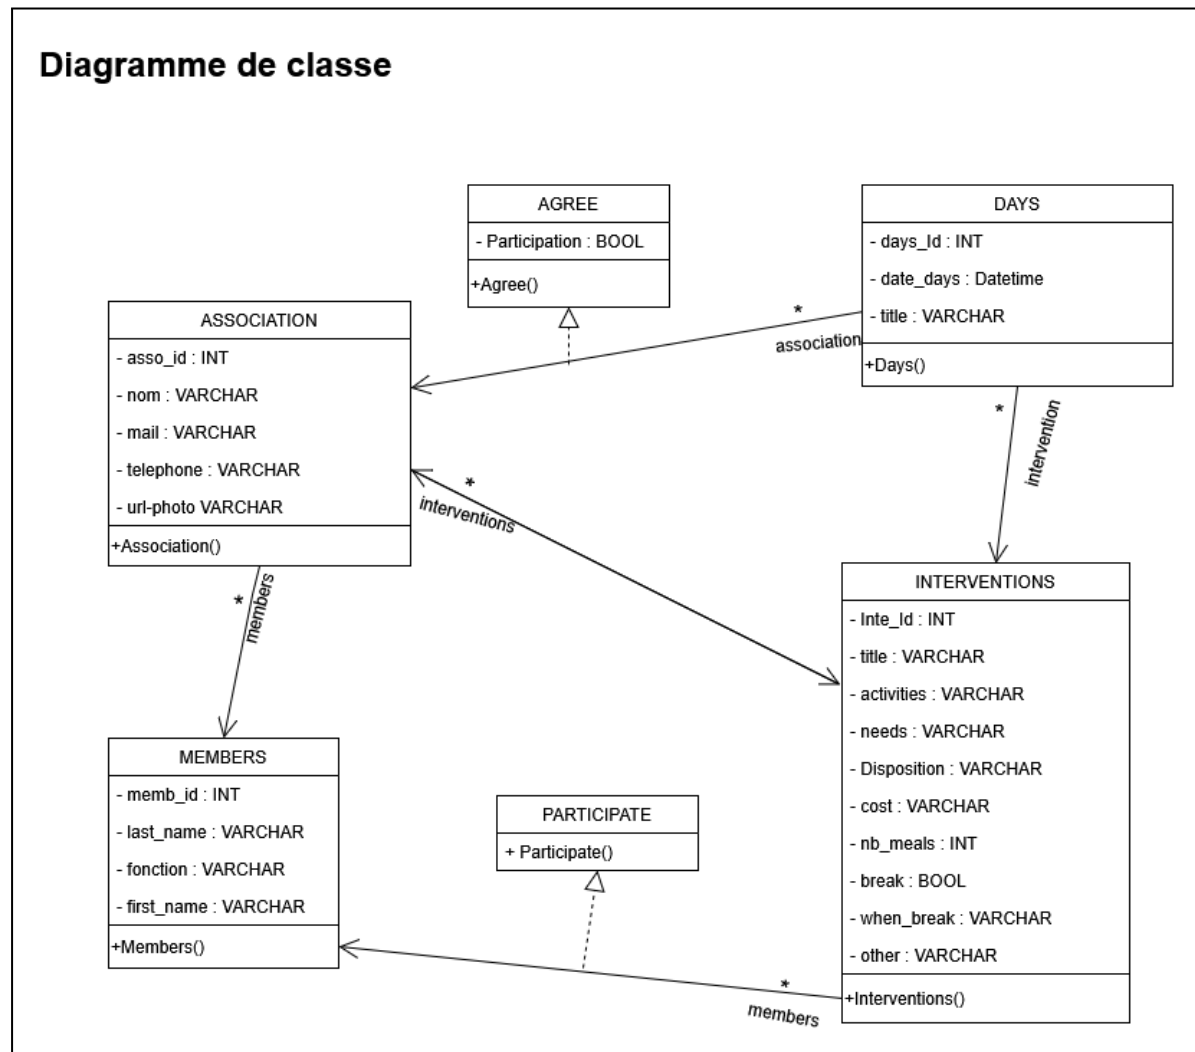 Diagramme de classe
AGREE
- Participation : BOOL
+Agree()
DAYS
- days_Id : INT
- date_days : Datetime
- title : VARCHAR
+Days()
*
association
ASSOCIATION
- asso_id : INT
- nom : VARCHAR
- mail : VARCHAR
- telephone : VARCHAR
- url-photo VARCHAR
+Association()
*
intervention
*
interventions
*
members
INTERVENTIONS
- Inte_Id : INT
- title : VARCHAR
- activities : VARCHAR
- needs : VARCHAR
- Disposition : VARCHAR
- cost : VARCHAR
- nb_meals : INT
- break : BOOL
- when_break : VARCHAR
- other : VARCHAR
+Interventions()
MEMBERS
- memb_id : INT
- last_name : VARCHAR
- fonction : VARCHAR
- first_name : VARCHAR
+Members()
PARTICIPATE
+ Participate()
*
members